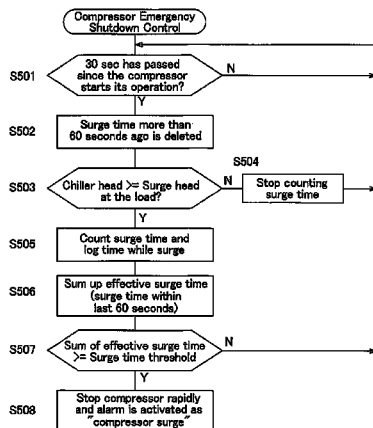 Compressor Emergency
Shutdown Control
S501
30 sec has passed
since the compressor
starts its operation?
N
Y
S502
Surge time more than
60 seconds ago is deleted
S503
Chiller head >= Surge head
at the load?
N
S504
Stop counting
surge time
Y
S505
Count surge time and
log time while surge
S506
Sum up effective surge time
(surge time within
last 60 seconds)
S507
Sum of effective surge time
>= Surge time threshold
N
Y
S508
Stop compressor rapidly
and alarm is activated as
"compressor surge"